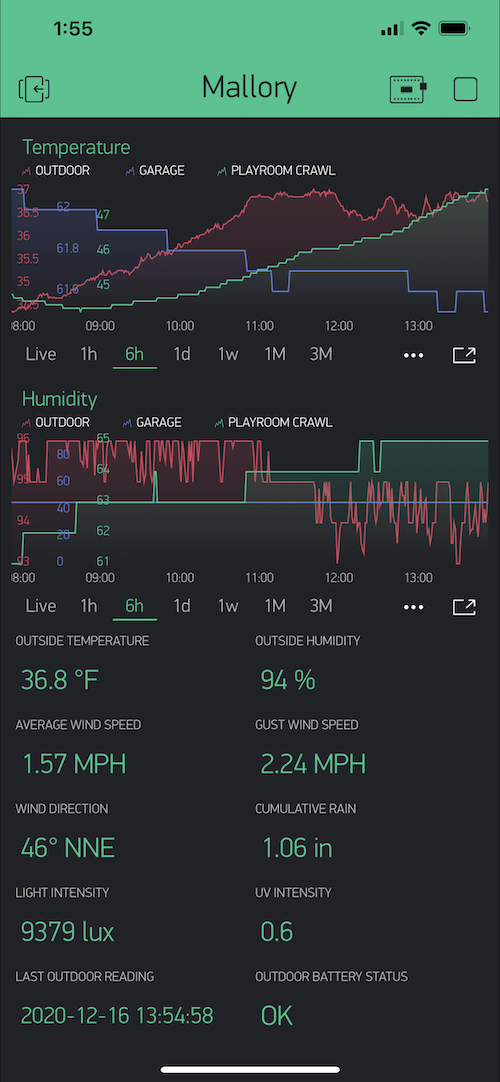 1:55
Mallory
Temperature
OUTDOOR GARAGE PLAYROOM CRAWL
37
36.5 62 47
36 61.8 46
35.5
35 61.6 45
34.5
08:00 09:00 10:00 11:00 12:00 13:00
Live 1h 6h 1d 1w 1M 3M
Humidity
OUTDOOR GARAGE PLAYROOM CRAWL
96 80 65
95 60 64
40 63
94 20 62
93 0 61
08:00 09:00 10:00 11:00 12:00 13:00
Live 1h 6h 1d 1w 1M 3M
OUTSIDE TEMPERATURE OUTSIDE HUMIDITY
36.8 °F 94 %
AVERAGE WIND SPEED GUST WIND SPEED
1.57 MPH 2.24 MPH
WIND DIRECTION CUMULATIVE RAIN
46° NNE 1.06 in
LIGHT INTENSITY UV INTENSITY
9379 lux 0.6
LAST OUTDOOR READING OUTDOOR BATTERY STATUS
2020-12-16 13:54:58 OK